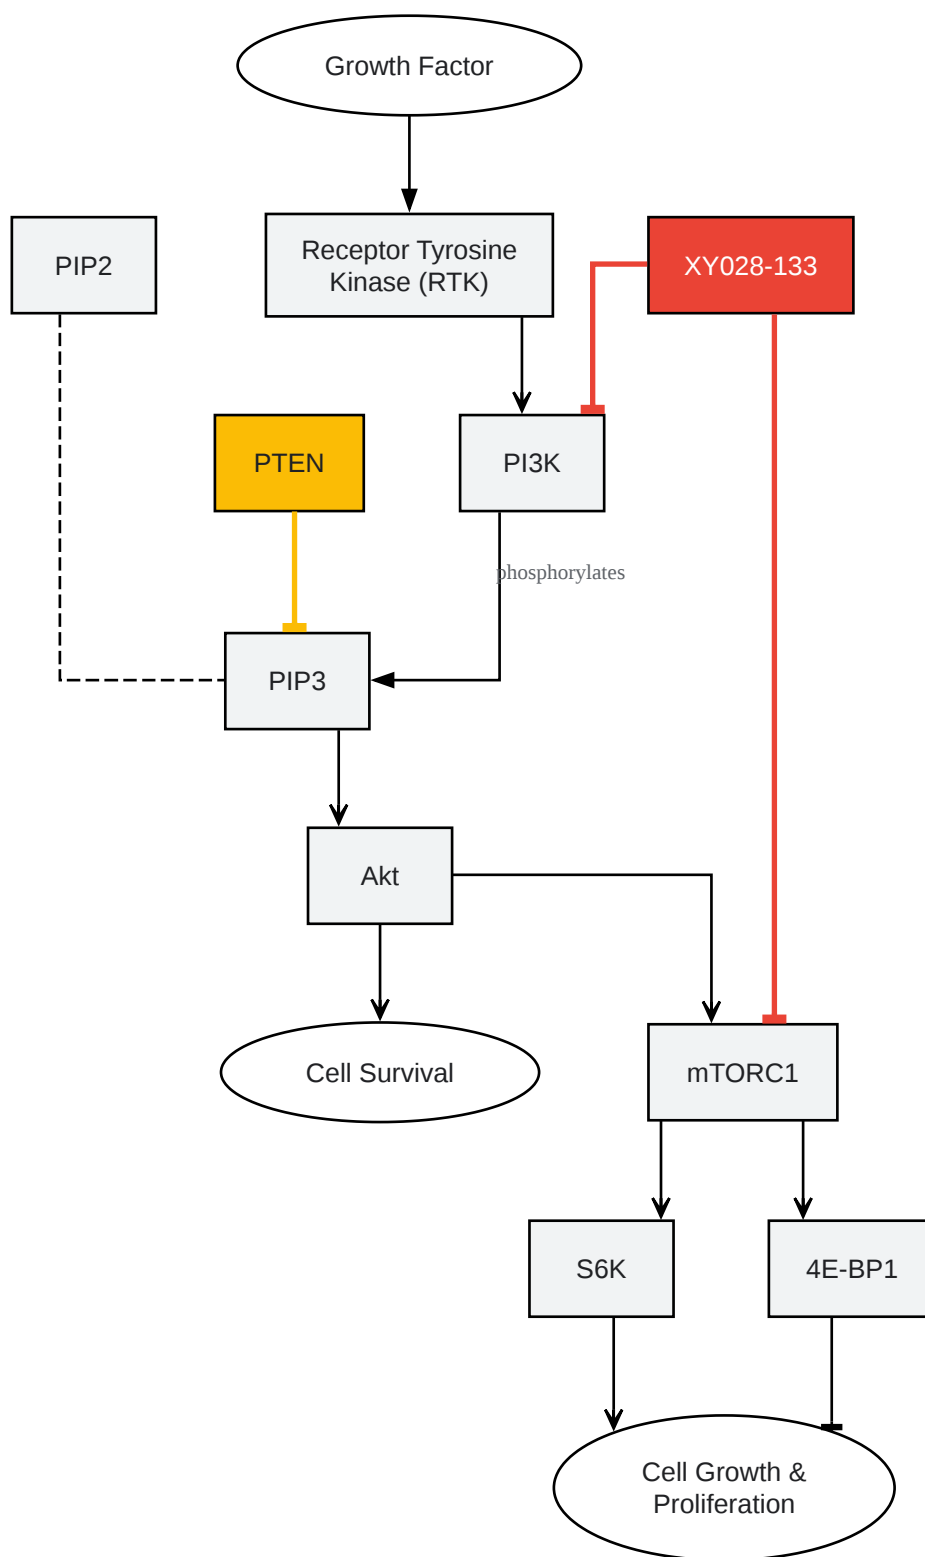 Growth Factor
PIP2
Receptor Tyrosine
Kinase (RTK)
XY028-133
PTEN
PI3K
phosphorylates
PIP3
Akt
Cell Survival
mTORC1
S6K
4E-BP1
Cell Growth &
Proliferation